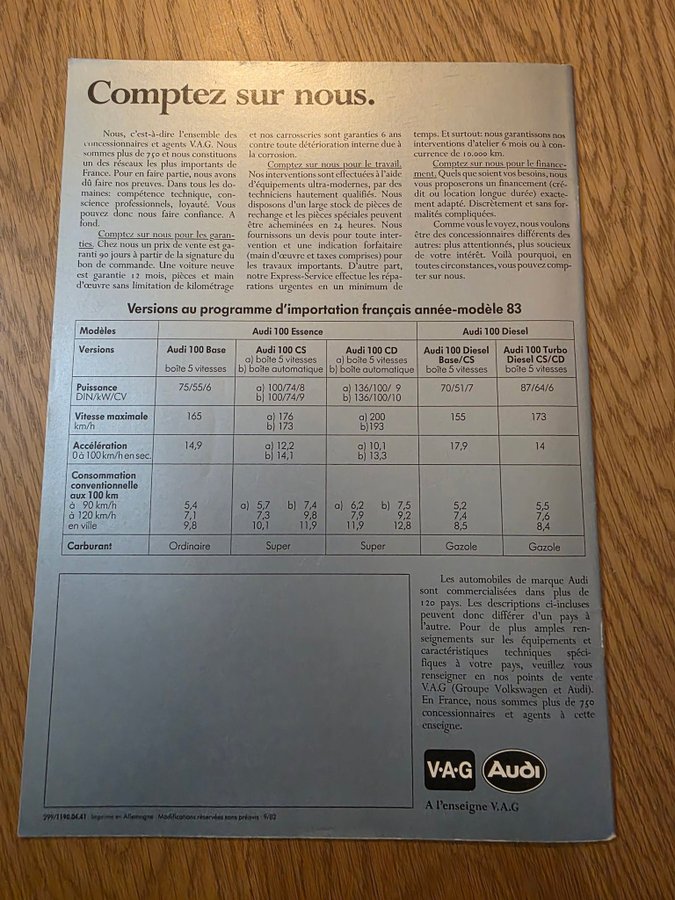 Comptez sur nous.
Nous, c'est-à-dire l'ensemble des
concessionnaires et agents V.A.G. Nous
sommes plus de 750 et nous constituons
un des réseaux les plus importants de
France. Pour en faire partie, nous avons
dû faire nos preuves. Dans tous les do-
maines: compétence technique, con-
science professionnels, loyauté. Vous
pouvez donc nous faire confiance. A
fond.
Comptez sur nous pour les garan-
ties. Chez nous un prix de vente est ga-
ranti 90 jours à partir de la signature du
bon de commande. Une voiture neuve
est garantie 12 mois, pièces et main
d'œuvre sans limitation de kilométrage
et nos carrosseries sont garanties 6 ans
contre toute détérioration interne due à
la corrosion.
Comptez sur nous pour le travail.
Nos interventions sont effectuées à l'aide
d'équipements ultra-modernes, par des
techniciens hautement qualifiés. Nous
disposons d'un large stock de pièces de
rechange et les pièces spéciales peuvent
être acheminées en 24 heures. Nous
fournissons un devis pour toute inter-
vention et une indication forfaitaire
(main d'œuvre et taxes comprises) pour
les travaux importants. D'autre part,
notre Express-Service effectue les répa-
rations urgentes en un minimum de
temps. Et surtout: nous garantissons nos
interventions d'atelier 6 mois ou à con-
currence de 10.000 km.
Comptez sur nous pour le finance-
ment. Quels que soient vos besoins, nous
vous proposerons un financement (cré-
dit ou location longue durée) exacte-
ment adapté. Discrètement et sans for-
malités compliquées.
Comme vous le voyez, nous voulons
être des concessionnaires différents des
autres: plus attentionnés, plus soucieux
de votre intérêt. Voilà pourquoi, en
toutes circonstances, vous pouvez comp-
ter sur nous.
Versions au programme d'importation français année-modèle 83
Modèles Audi 100 Essence Audi 100 Diesel
Versions Audi 100 Base Audi 100 CS Audi 100 CD Audi 100 Diesel Audi 100 Turbo
a) boîte 5 vitesses a) boîte 5 vitesses Base/CS Diesel CS/CD
boîte 5 vitesses b) boîte automatique b) boîte automatique boîte 5 vitesses boîte 5 vitesses
Puissance 75/55/6 a) 100/74/8 a) 136/100/ 9 70/51/7 87/64/6
DIN/kW/CV b) 100/74/9 b) 136/100/10
Vitesse maximale 165 a) 176 a) 200 155 173
km/h b) 173 b)193
Accélération 14,9 a) 12,2 a) 10,1 17,9 14
0 à 100 km/h en sec. b) 14,1 b) 13,3
Consommation
conventionnelle
aux 100 km
à 90 km/h 5,4 a) 5,7 b) 7,4 a) 6,2 b) 7,5 5,2 5,5
à 120 km/h 7,1 7,3 9,8 7,9 9,2 7,4 7,6
en ville 9,8 10,1 11,9 11,9 12,8 8,5 8,4
Carburant Ordinaire Super Super Gazole Gazole
Les automobiles de marque Audi
sont commercialisées dans plus de
120 pays. Les descriptions ci-incluses
peuvent donc différer d'un pays à
l'autre. Pour de plus amples ren-
seignements sur les équipements et
caractéristiques techniques spéci-
fiques à votre pays, veuillez vous
renseigner en nos points de vente
V.A.G (Groupe Volkswagen et Audi).
En France, nous sommes plus de 750
concessionnaires et agents à cette
enseigne.
V·A·G Audi
A l'enseigne V.A.G
299/1190.04.41 Imprimé en Allemagne Modifications réservées sans préavis 9/82